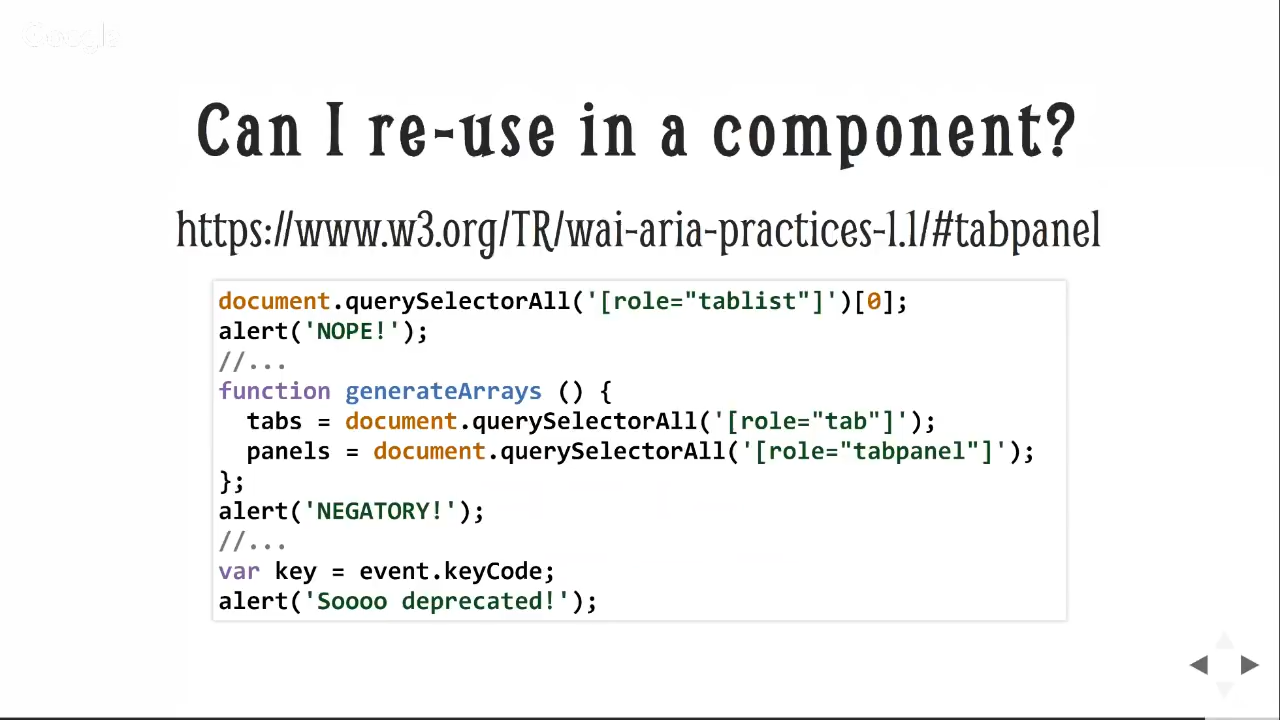 Google
Can I re-use in a component?
https://www.w3.org/TR/wai-aria-practices-1.1/#tabpanel
document.querySelectorAll('[role="tablist"]')[0];
alert('NOPE!');
//...
function generateArrays () {
  tabs = document.querySelectorAll('[role="tab"]');
  panels = document.querySelectorAll('[role="tabpanel"]');
};
alert('NEGATORY!');
//...
var key = event.keyCode;
alert('Soooo deprecated!');